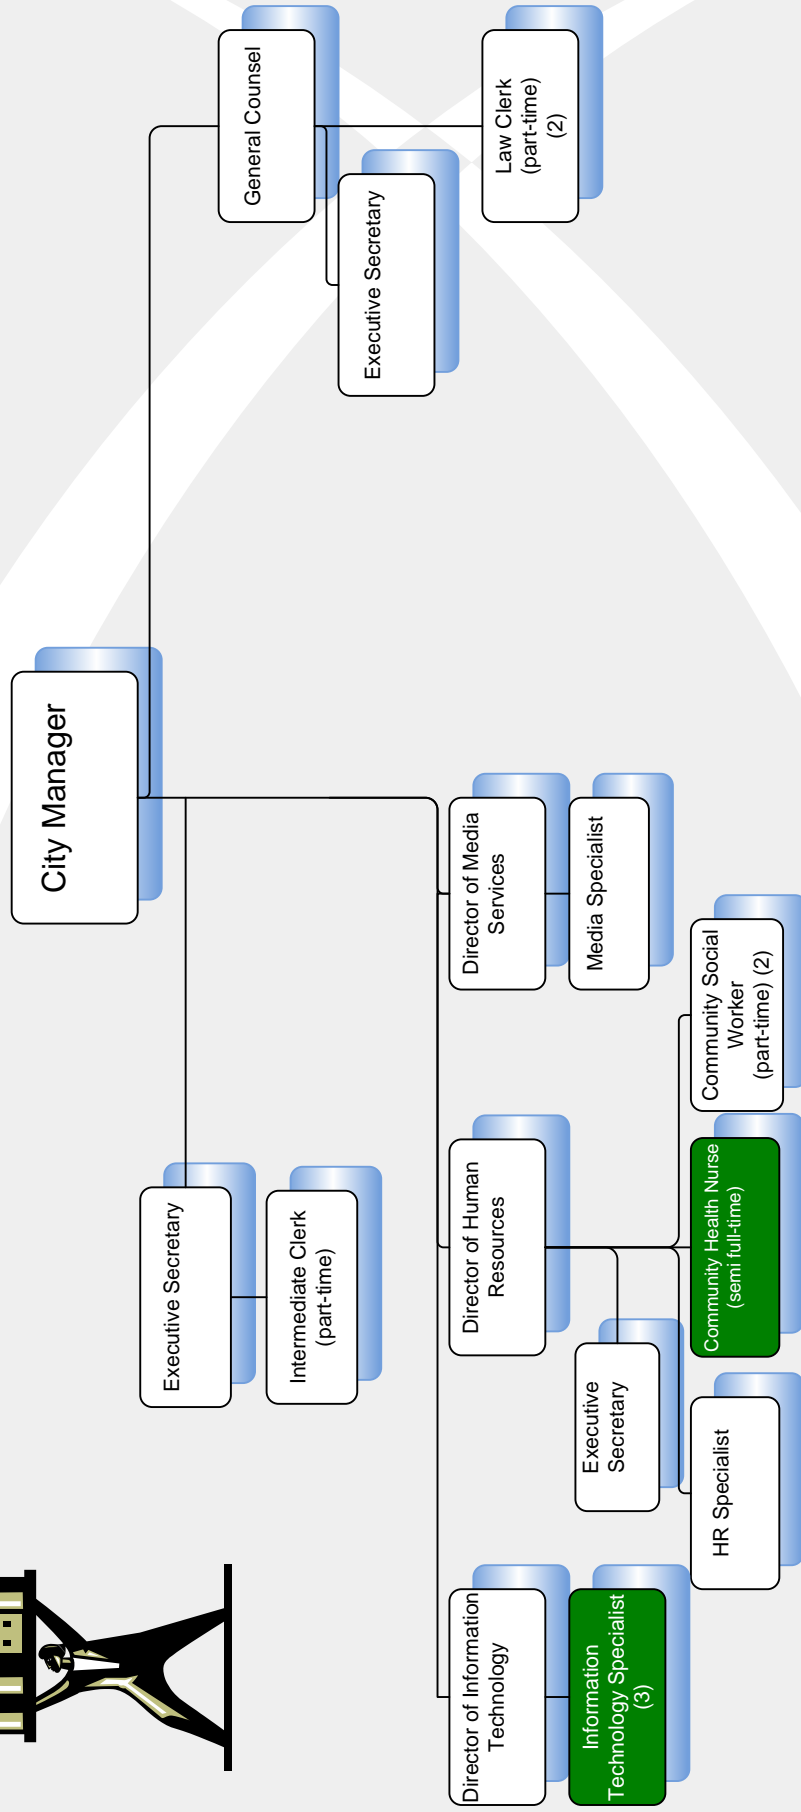 City Manager
General Counsel
Executive Secretary
Law Clerk
(part-time)
(2)
Executive Secretary
Intermediate Clerk
(part-time)
Director of Information
Technology
Information
Technology Specialist
(3)
Director of Human
Resources
Executive
Secretary
HR Specialist
Community Health Nurse
(semi full-time)
Community Social
Worker
(part-time) (2)
Director of Media
Services
Media Specialist